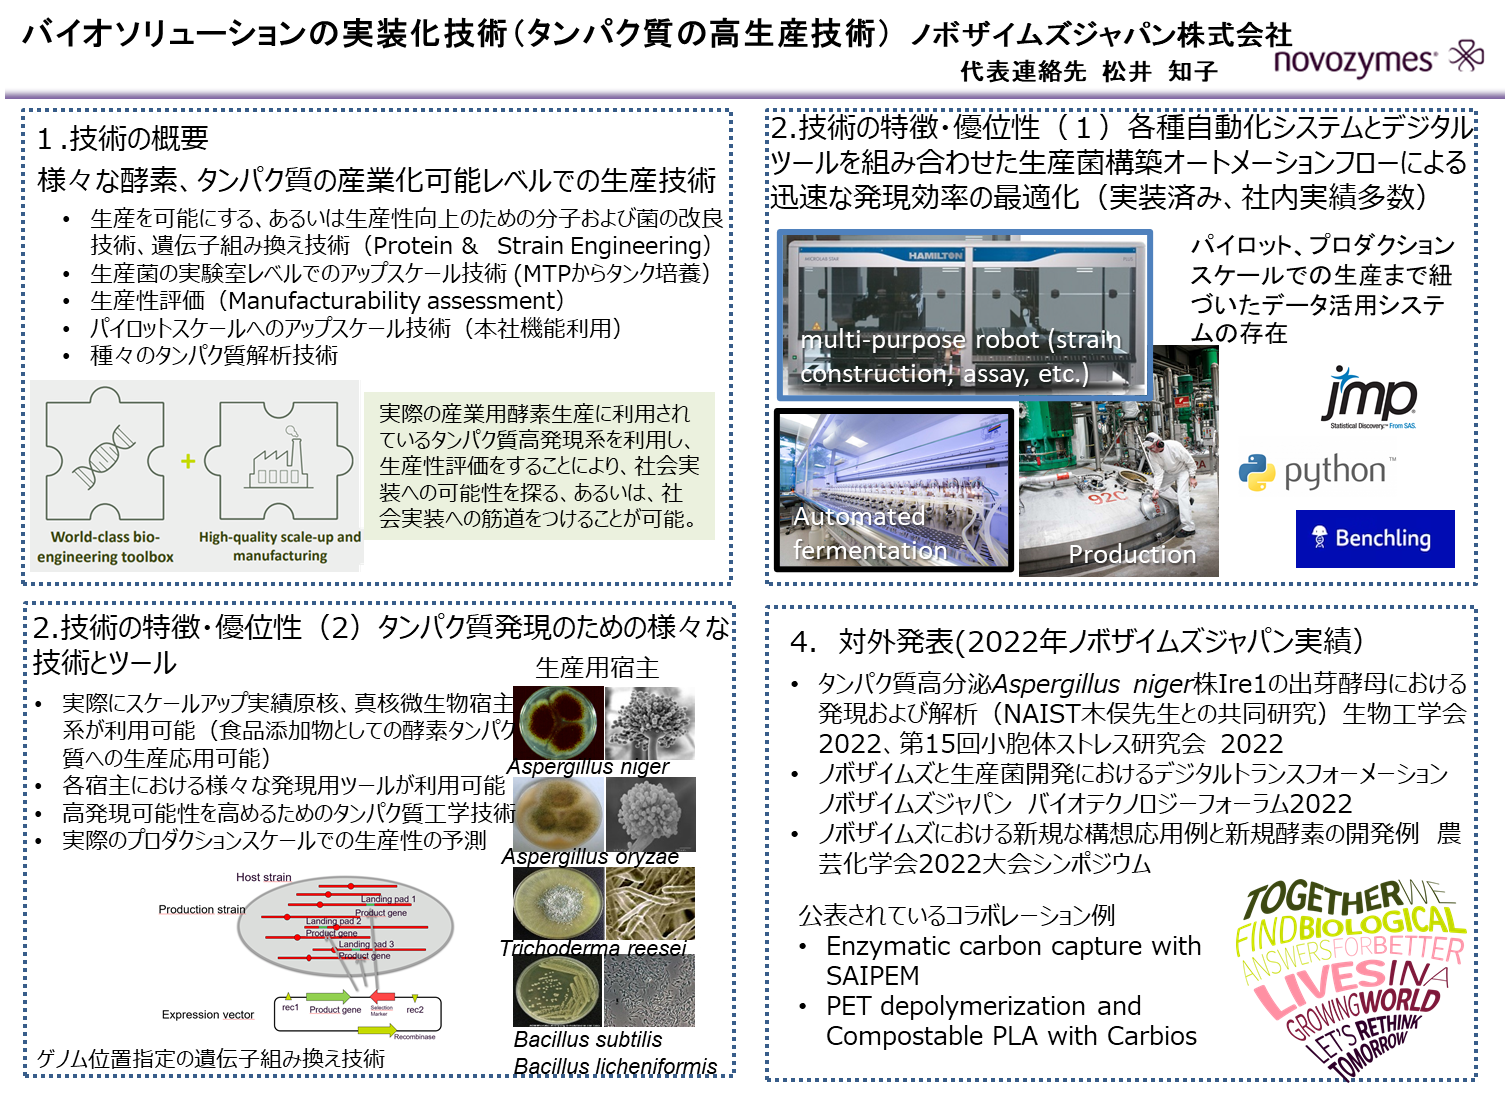 バイオソリューションの実装化技術（タンパク質の高生産技術） ノボザイムズジャパン株式会社
代表連絡先 松井 知子
novozymes
１.技術の概要
様々な酵素、タンパク質の産業化可能レベルでの生産技術
• 生産を可能にする、あるいは生産性向上のための分子および菌の改良
技術、遺伝子組み換え技術（Protein & Strain Engineering）
• 生産菌の実験室レベルでのアップスケール技術 (MTPからタンク培養）
• 生産性評価（Manufacturability assessment）
• パイロットスケールへのアップスケール技術（本社機能利用）
• 種々のタンパク質解析技術
World-class bio-
engineering toolbox
+
High-quality scale-up and
manufacturing
実際の産業用酵素生産に利用され
ているタンパク質高発現系を利用し、
生産性評価をすることにより、社会実
装への可能性を探る、あるいは、社
会実装への筋道をつけることが可能。
2.技術の特徴・優位性（１）各種自動化システムとデジタル
ツールを組み合わせた生産菌構築オートメーションフローによる
迅速な発現効率の最適化（実装済み、社内実績多数）
MICROLAB STAR
HAMILTON
PLUS
multi-purpose robot (strain
construction, assay, etc.)
パイロット、プロダクション
スケールでの生産まで紐
づいたデータ活用システ
ムの存在
Automated
fermentation
92C
Production
jmp
Statistical Discovery.™ From SAS.
python™
Benchling
2.技術の特徴・優位性（2）タンパク質発現のための様々な
技術とツール
• 実際にスケールアップ実績原核、真核微生物宿主
系が利用可能（食品添加物としての酵素タンパク
質への生産応用可能）
• 各宿主における様々な発現用ツールが利用可能
• 高発現可能性を高めるためのタンパク質工学技術
• 実際のプロダクションスケールでの生産性の予測
生産用宿主
Aspergillus niger
Aspergillus oryzae
Trichoderma reesei
Bacillus subtilis
Bacillus licheniformis
Host strain
Production strain
Landing pad 1
Product gene
Landing pad 2
Product gene
Landing pad 3
Product gene
Expression vector
rec1
Product gene
Selection
Marker
rec2
Recombinase
ゲノム位置指定の遺伝子組み換え技術
4. 対外発表(2022年ノボザイムズジャパン実績）
• タンパク質高分泌Aspergillus niger株Ire1の出芽酵母における
発現および解析（NAIST木俣先生との共同研究）生物工学会
2022、第15回小胞体ストレス研究会 2022
• ノボザイムズと生産菌開発におけるデジタルトランスフォーメーション
ノボザイムズジャパン バイオテクノロジーフォーラム2022
• ノボザイムズにおける新規な構想応用例と新規酵素の開発例 農
芸化学会2022大会シンポジウム
公表されているコラボレーション例
• Enzymatic carbon capture with
SAIPEM
• PET depolymerization and
Compostable PLA with Carbios
TOGETHER WE
FIND BIOLOGICAL
ANSWERS FOR BETTER
LIVES IN A
GROWING WORLD
LET'S RETHINK
TOMORROW